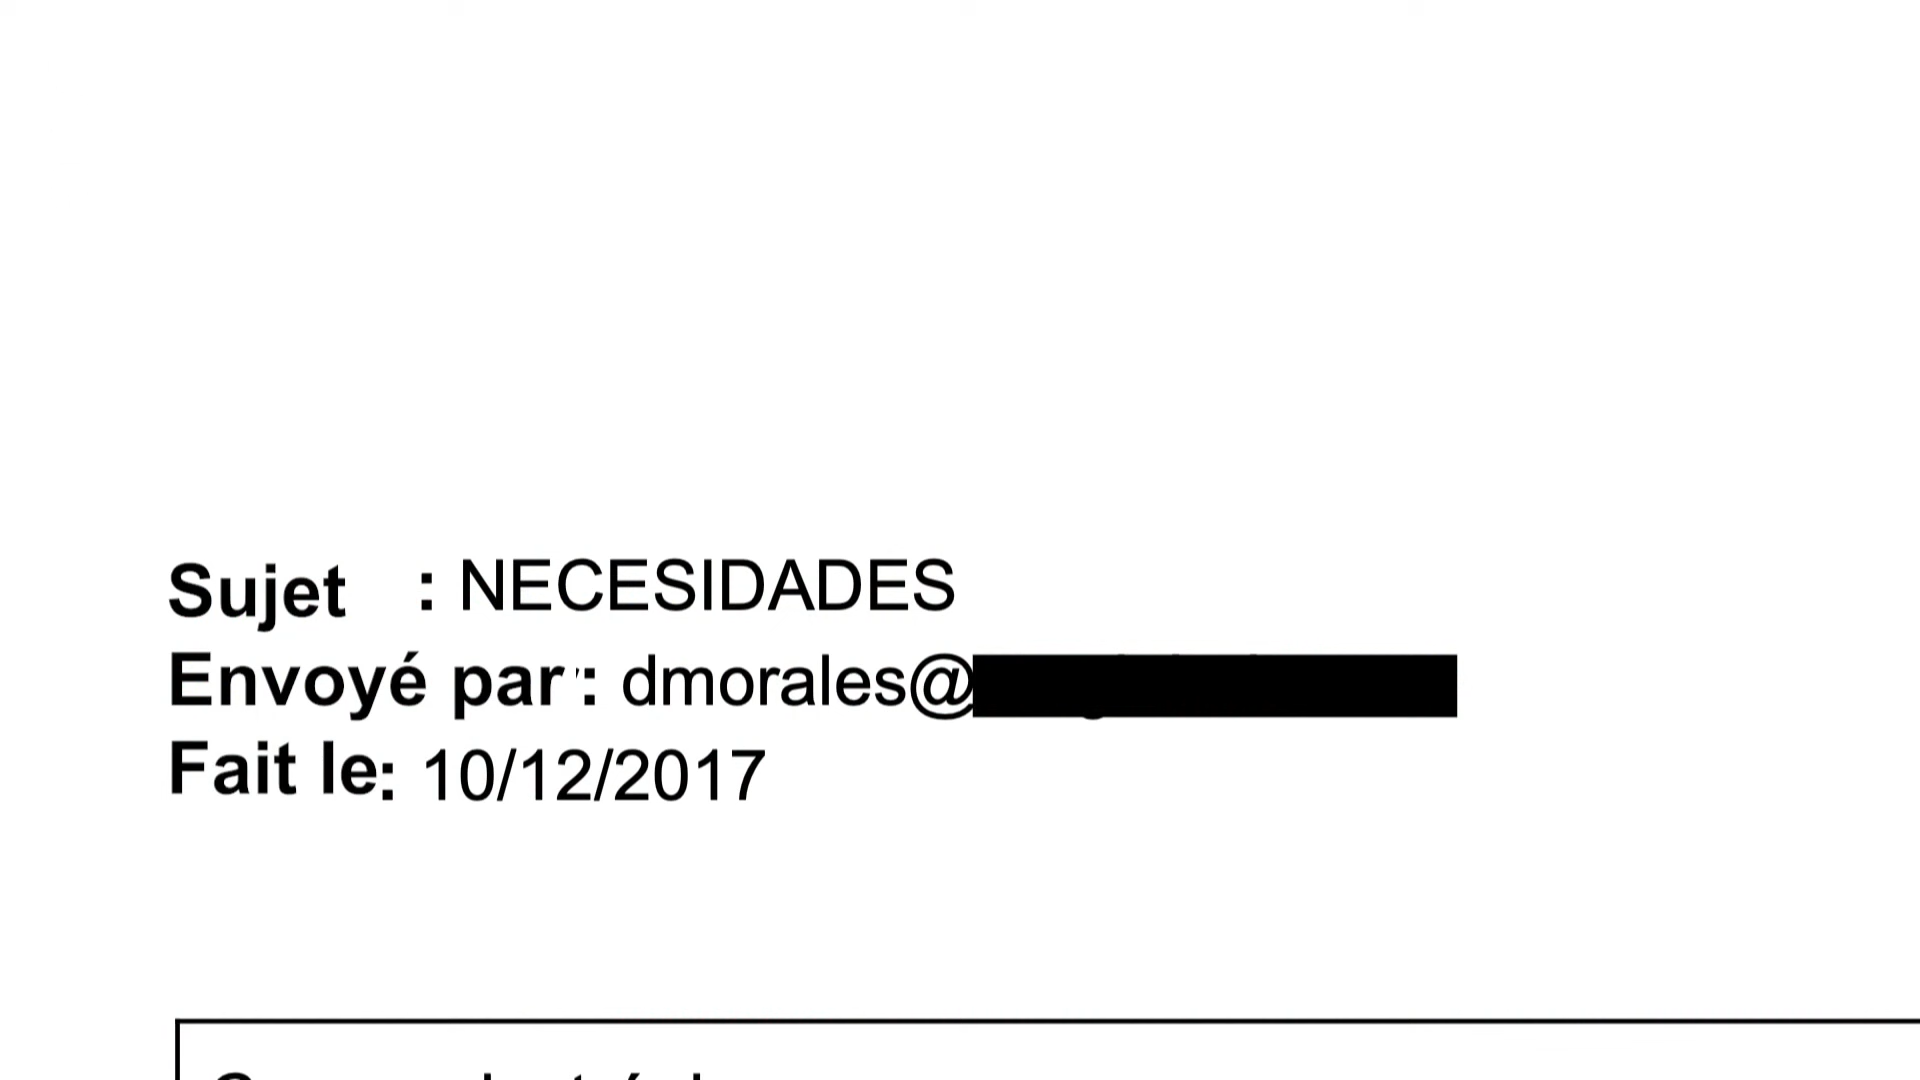 Sujet : NECESIDADES
Envoyé par : dmorales@
Fait le: 10/12/2017